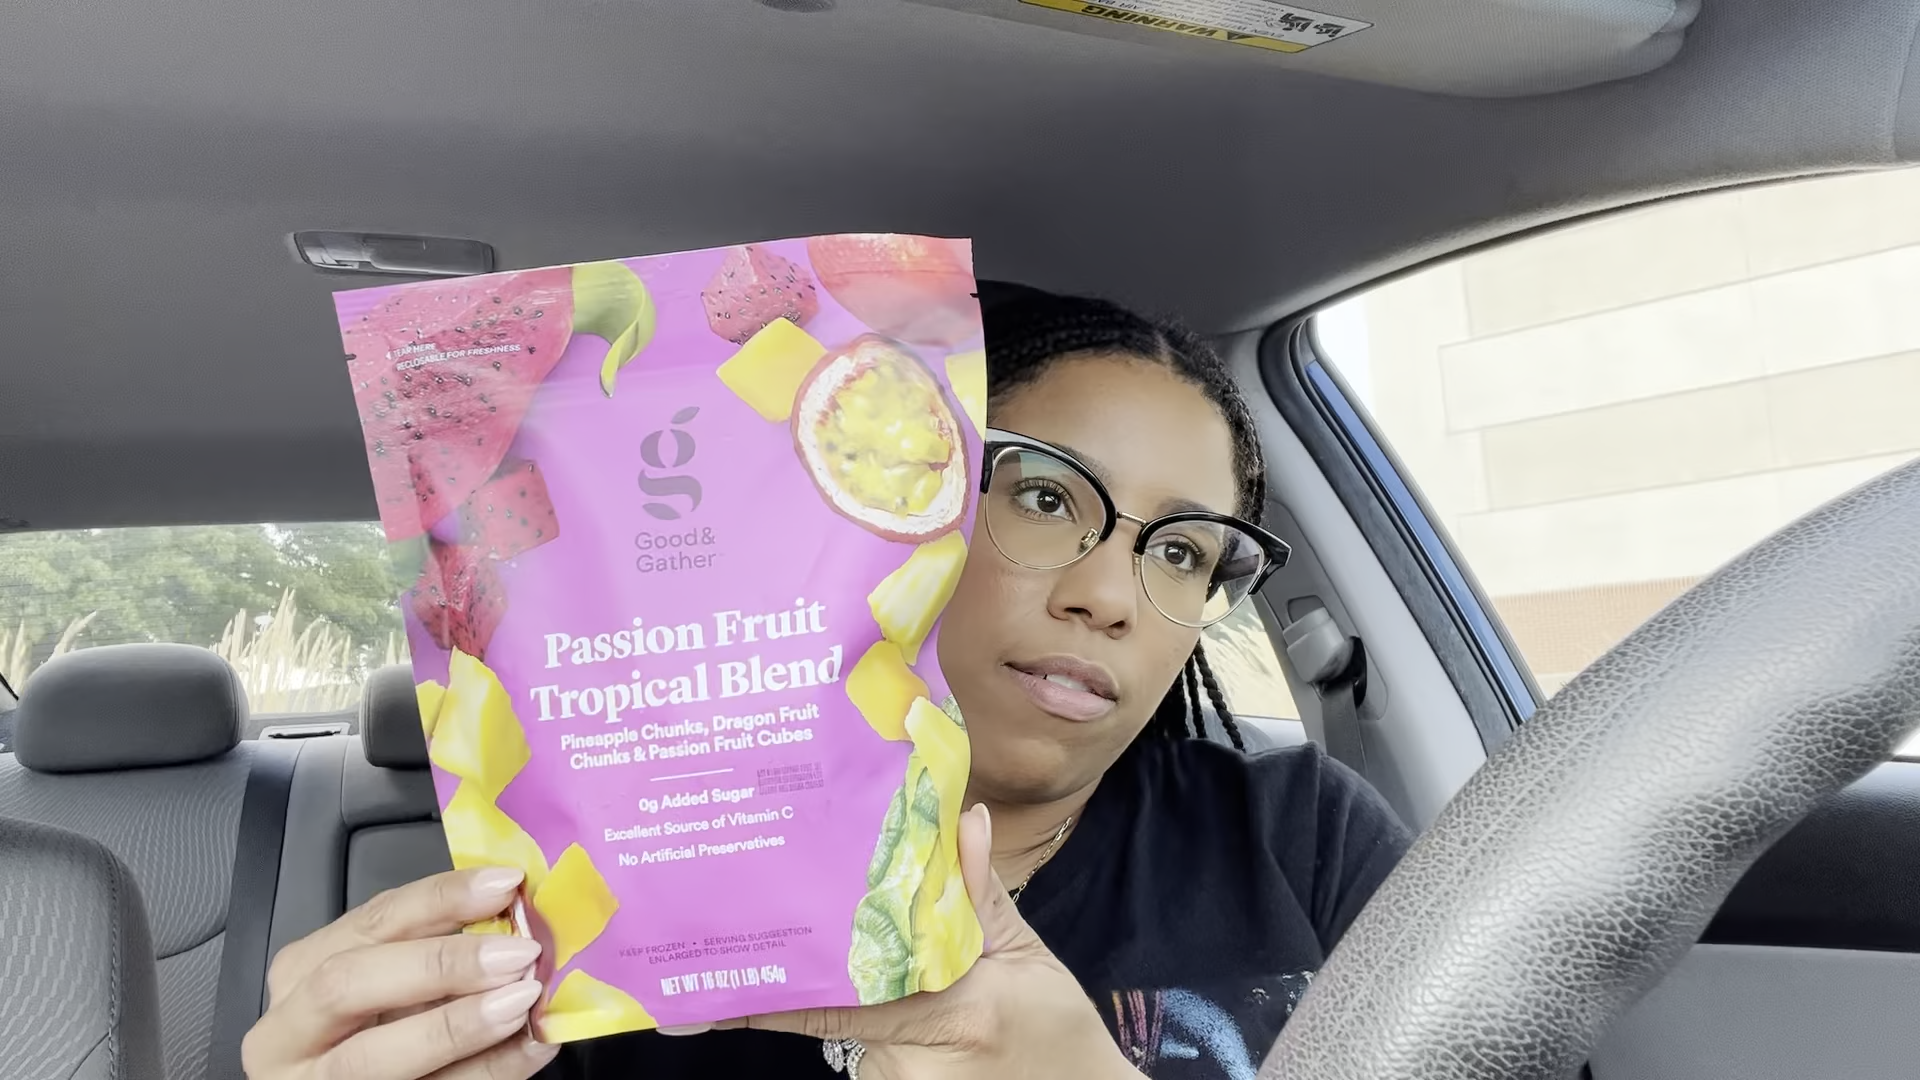 WARNING
TEAR HERE
RECLOSABLE FOR FRESHNESS
g
Good&
Gather
Passion Fruit
Tropical Blend
Pineapple Chunks, Dragon Fruit
Chunks & Passion Fruit Cubes
0g Added Sugar
Excellent Source of Vitamin C
No Artificial Preservatives
KEEP FROZEN • SERVING SUGGESTION
ENLARGED TO SHOW DETAIL
NET WT 16 OZ (1 LB) 454g